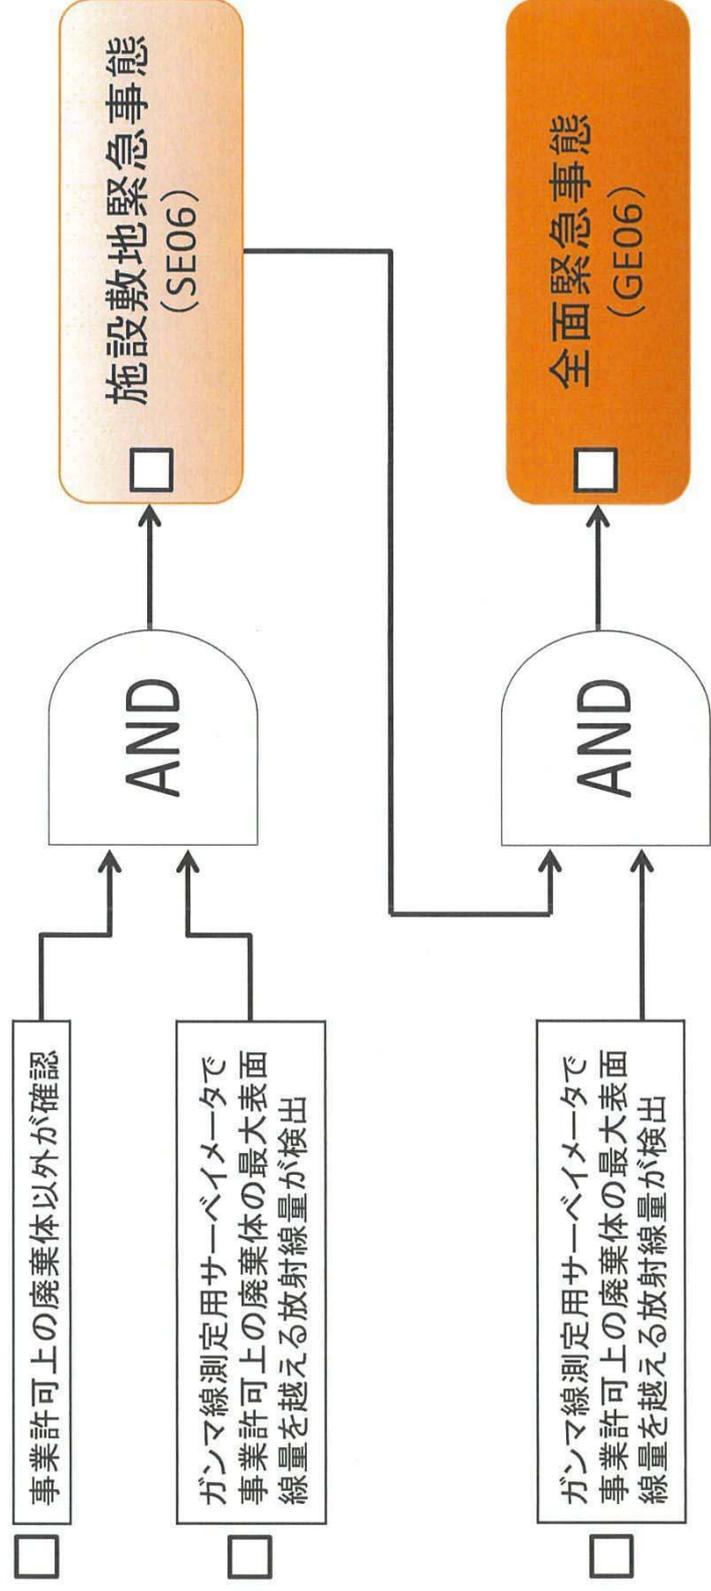 事業許可上の廃棄体以外が確認
AND
施設敷地緊急事態
（SE06）
ガンマ線測定用サーベイメータで
事業許可上の廃棄体の最大表面
線量を越える放射線量が検出
ガンマ線測定用サーベイメータで
事業許可上の廃棄体の最大表面
線量を越える放射線量が検出
AND
全面緊急事態
（GE06）